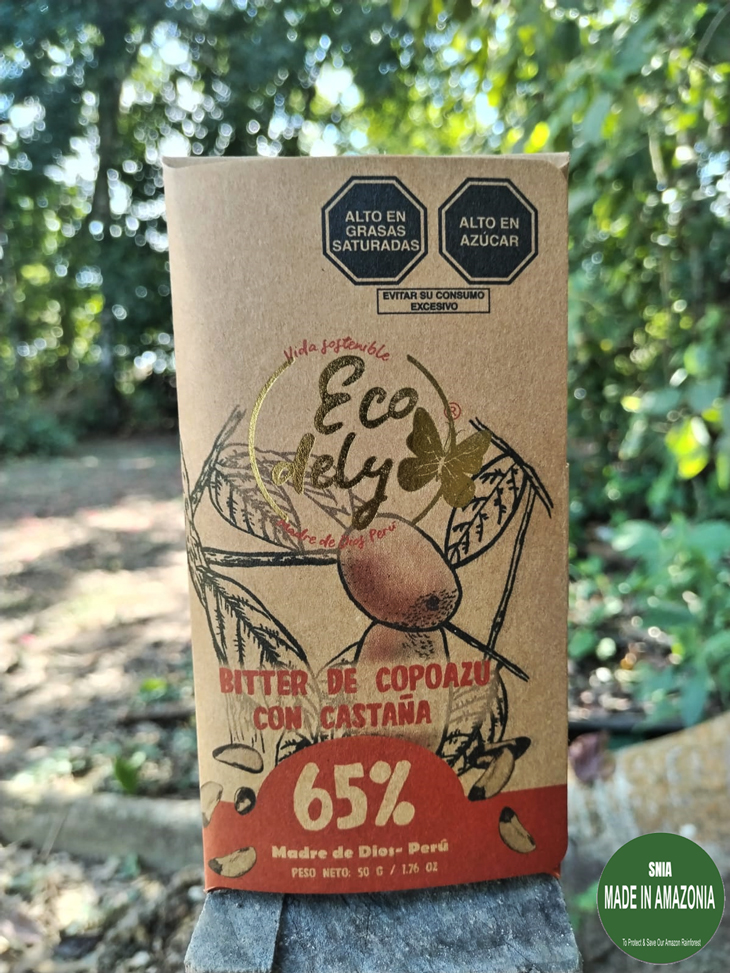 ALTO EN
GRASAS
SATURADAS
ALTO EN
AZÚCAR
EVITAR SU CONSUMO
EXCESIVO
Vida sostenible
Eco
dely
®
Madre de Dios Perú
BITTER DE COPOAZU
CON CASTAÑA
65%
Madre de Dios- Perú
PESO NETO: 50 G / 1.76 OZ
SNIA
MADE IN AMAZONIA
To Protect & Save Our Amazon Rainforest